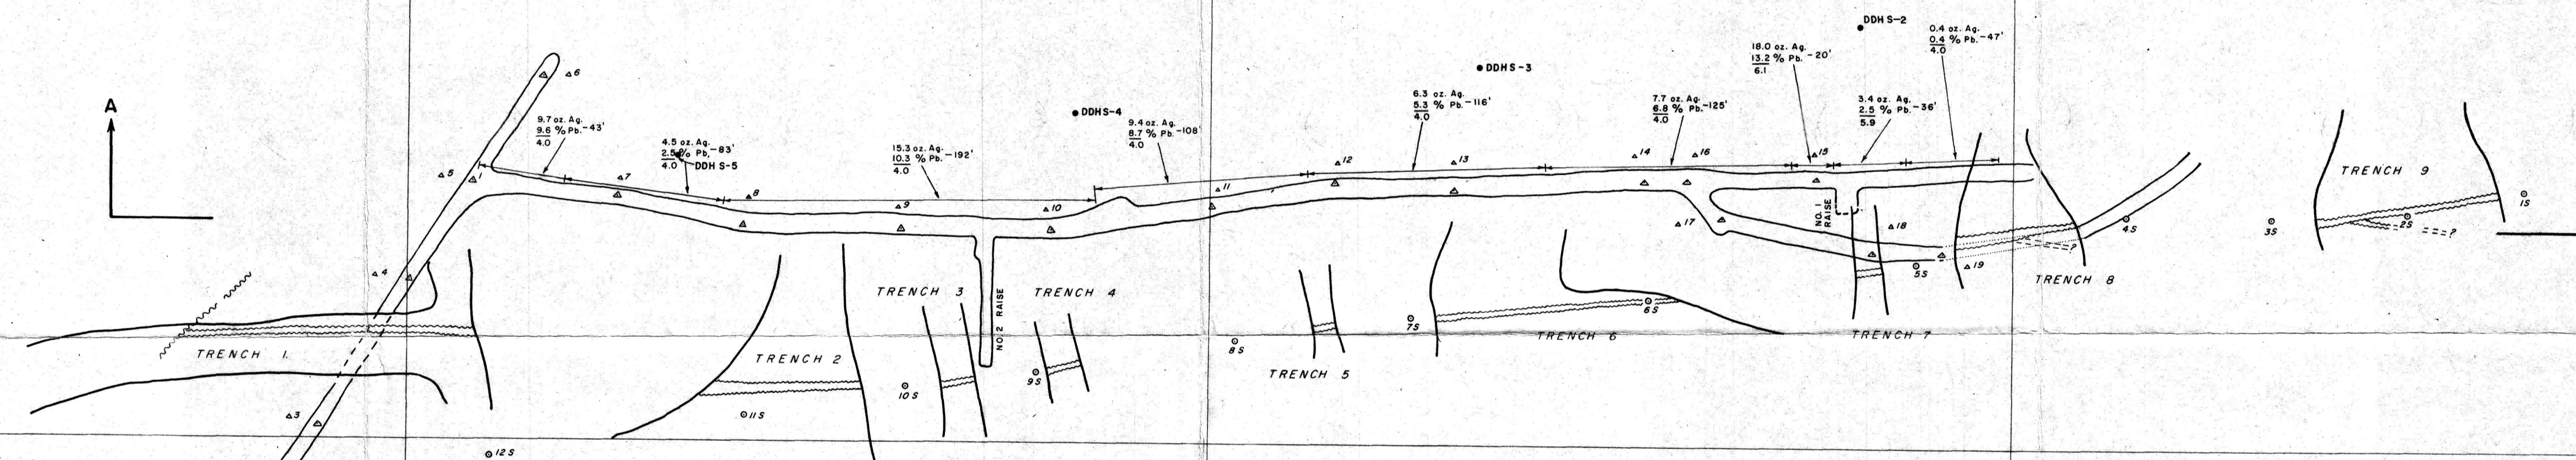 DDH S-2
0.4 oz. Ag.
0.4 % Pb.-47'
4.0
18.0 oz. Ag.
13.2 % Pb.-20'
6.1
DDH S-3
6
A
6.3 oz. Ag.
5.3 % Pb.-116'
4.0
7.7 oz. Ag.
6.8 % Pb.-125'
4.0
3.4 oz. Ag.
2.5 % Pb.-36'
5.9
DDH S-4
9.7 oz. Ag.
9.6 % Pb.-43'
4.0
9.4 oz. Ag.
8.7 % Pb.-108'
4.0
4.5 oz. Ag.
2.5 % Pb,-83'
4.0
DDH S-5
15.3 oz. Ag.
10.3 % Pb.-192'
4.0
5
1
7
8
9
10
11
12
13
14
16
15
TRENCH 9
1S
2S
?
3S
4S
NO. 1
RAISE
17
18
5S
19
?
4
TRENCH 3
TRENCH 4
NO. 2 RAISE
TRENCH 8
6S
7S
TRENCH 6
TRENCH 7
8S
TRENCH 1.
TRENCH 2
TRENCH 5
9S
10S
11S
3
12S